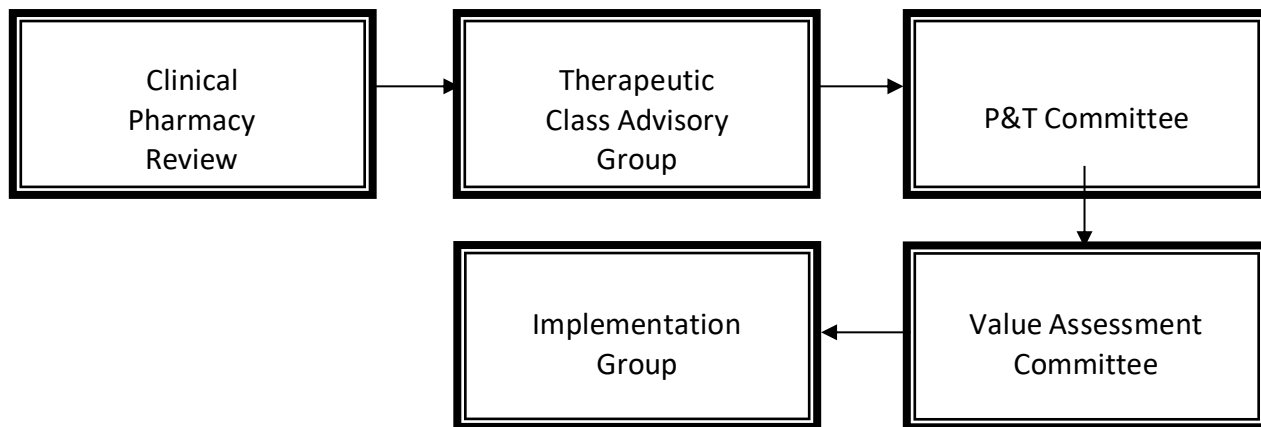 Clinical
Pharmacy
Review
Therapeutic
Class Advisory
Group
P&T Committee
Implementation
Group
Value Assessment
Committee